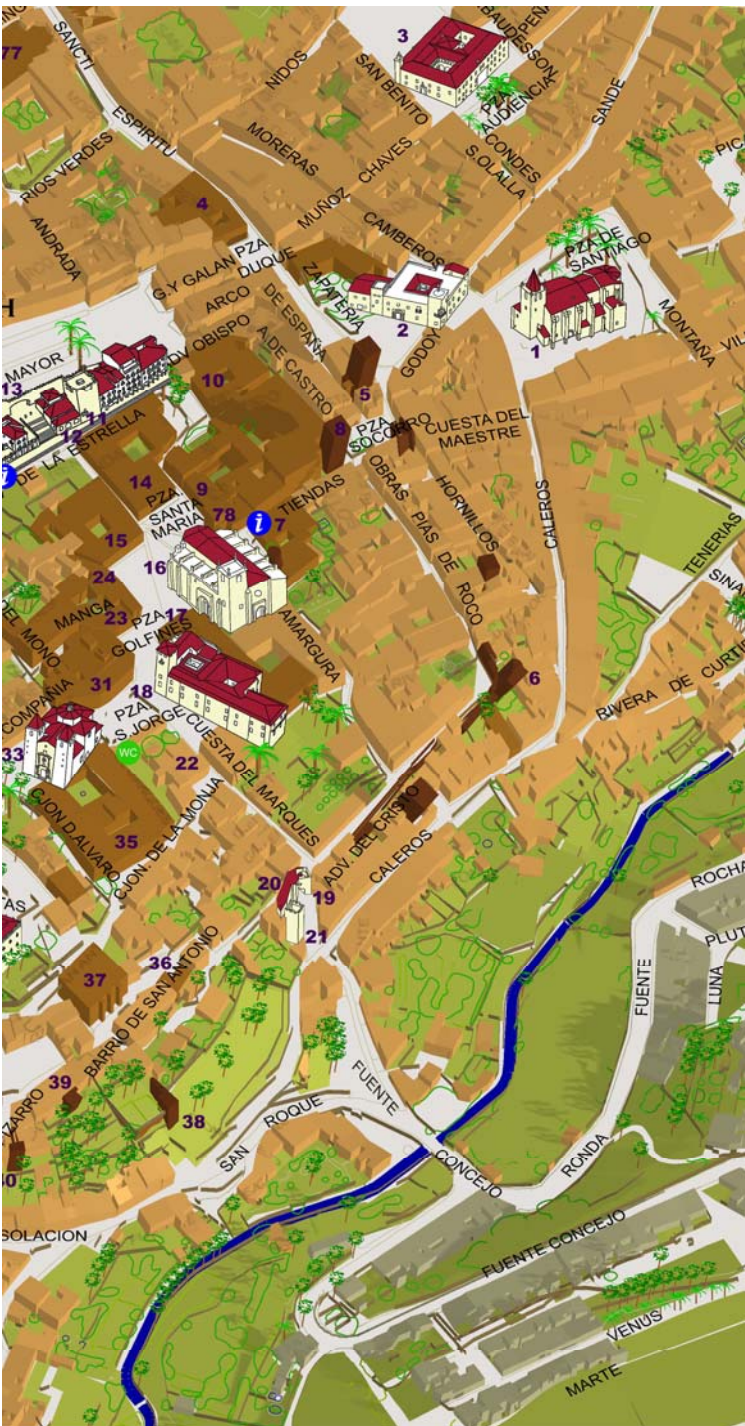 77
SANCTI
ESPIRITU
NIDOS
3
SAN BENITO
PZA.
AUDIENCIA
CONDES
S.OLALLA
SANDE
RIOS VERDES
MORERAS
MUÑOZ CHAVES
ANDRADA
4
CAMBEROS
PZA DE
SANTIAGO
G.Y GALAN
PZA.
DUQUE
ARCO
DE ESPAÑA
ZAPATERIA
2
GODOY
1
MONTAÑA
H
MAYOR
13
ADV OBISPO
A.DE CASTRO
10
5
11
12
DE LA ESTRELLA
8
PZA.
SOCORRO
CUESTA DEL
MAESTRE
i
14
PZA.
SANTA
MARIA
9
78
i
7
TIENDAS
OBRAS PIAS DE ROCO
HORNILLOS
CALEROS
TENERIAS
15
16
24
MANGA
23
DEL MONO.
PZA.
GOLFINES
17
AMARGURA
6
RIVERA DE CURTI
COMPAÑIA
31
18
PZA.
S.JORGE
33
WC
22
CUESTA DEL MARQUES
CJON D.ALVARO
35
CJON. DE LA MONJA
ADV. DEL CRISTO
CALEROS
20
19
21
ROCHA
PLUT
LUNA
FUENTE
37
36
BARRIO DE SAN ANTONIO
39
38
SAN ROQUE
FUENTE
CONCEJO
RONDA
SOLACION
FUENTE CONCEJO
VENUS
MARTE